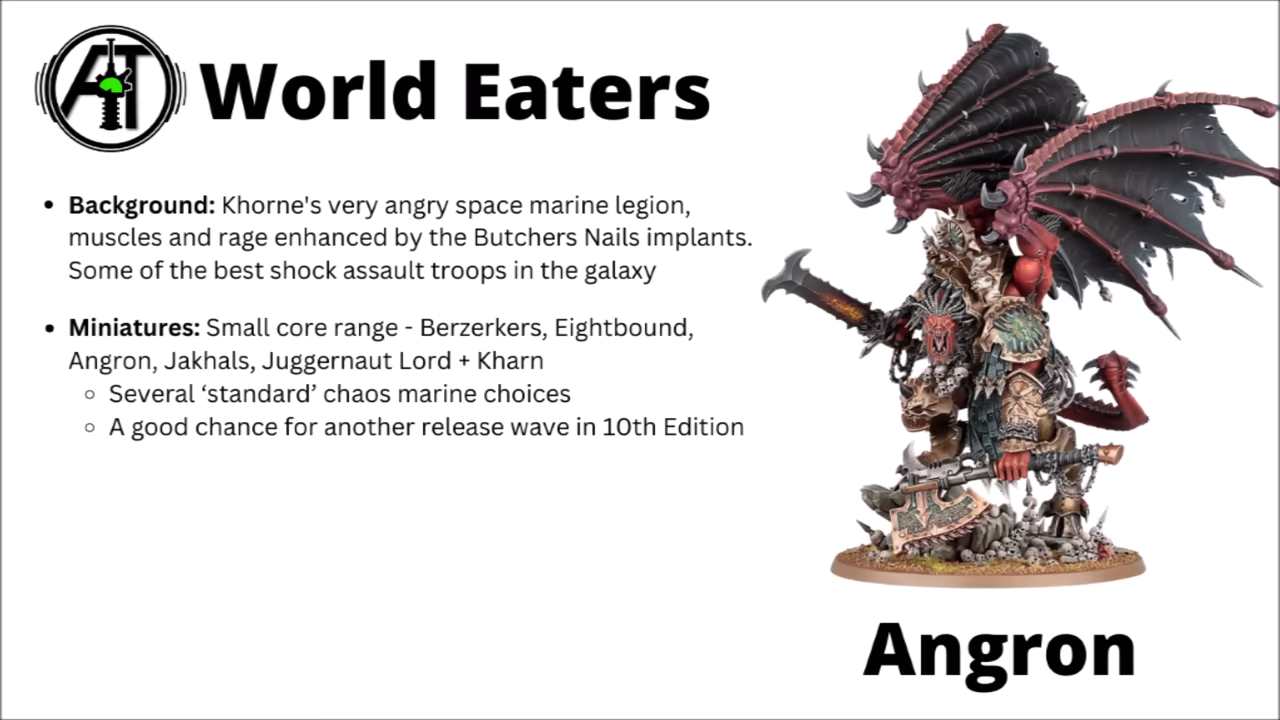 AT
World Eaters
• Background: Khorne's very angry space marine legion,
muscles and rage enhanced by the Butchers Nails implants.
Some of the best shock assault troops in the galaxy
• Miniatures: Small core range - Berzerkers, Eightbound,
Angron, Jakhals, Juggernaut Lord + Kharn
○ Several ‘standard’ chaos marine choices
○ A good chance for another release wave in 10th Edition
Angron